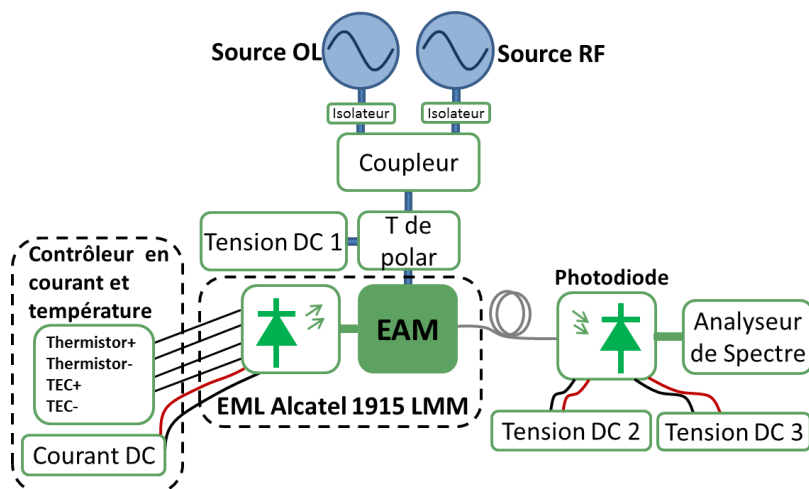 Source OL
Source RF
Isolateur
Isolateur
Coupleur
Tension DC 1
T de
polar
Contrôleur en
courant et
température
Thermistor+
Thermistor-
TEC+
TEC-
Courant DC
EAM
EML Alcatel 1915 LMM
Photodiode
Analyseur
de Spectre
Tension DC 2
Tension DC 3